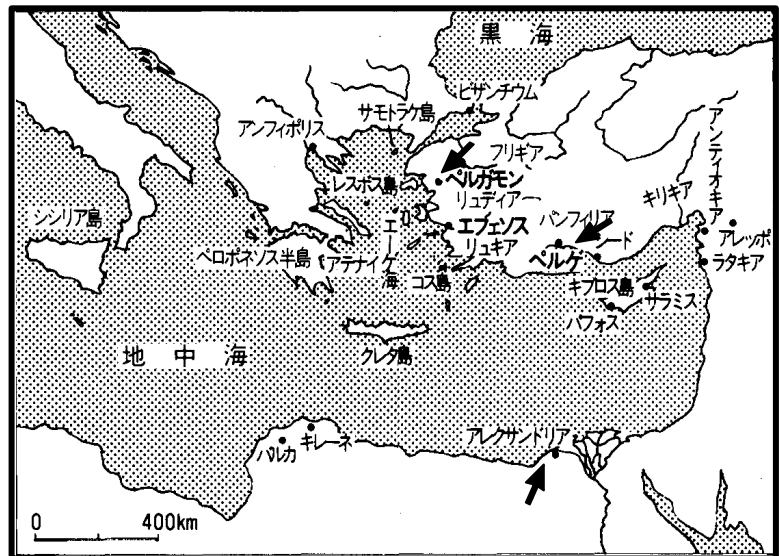 黒海
ビザンチウム
サモトラケ島
アンフィポリス
フリギア
アンティオキア
ペルガモン
レスボス島
リュディアー
キリキア
シシリア島
エーゲ海
エフェソス
パンフィリア
アレッポ
リュキア
シード
ペロポネソス半島
アテナイ
ペルゲ
ラタキア
コス島
キプロス島
サラミス
パフォス
地中海
クレタ島
アレクサンドリア
キレーネ
バルカ
0 400km